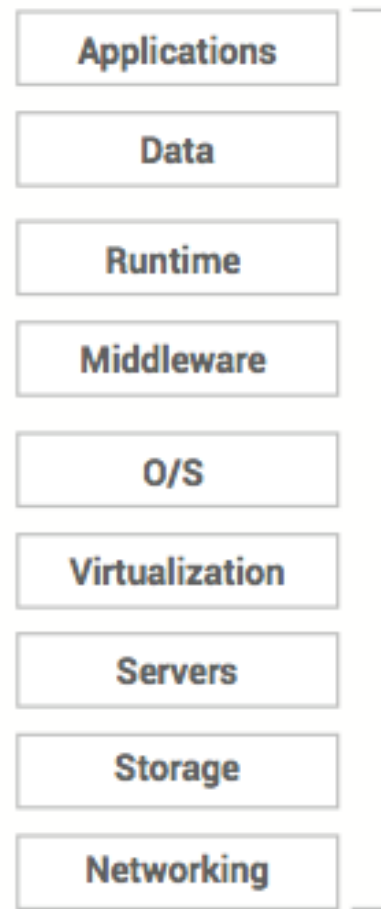 Applications
Data
Runtime
Middleware
O/S
Virtualization
Servers
Storage
Networking